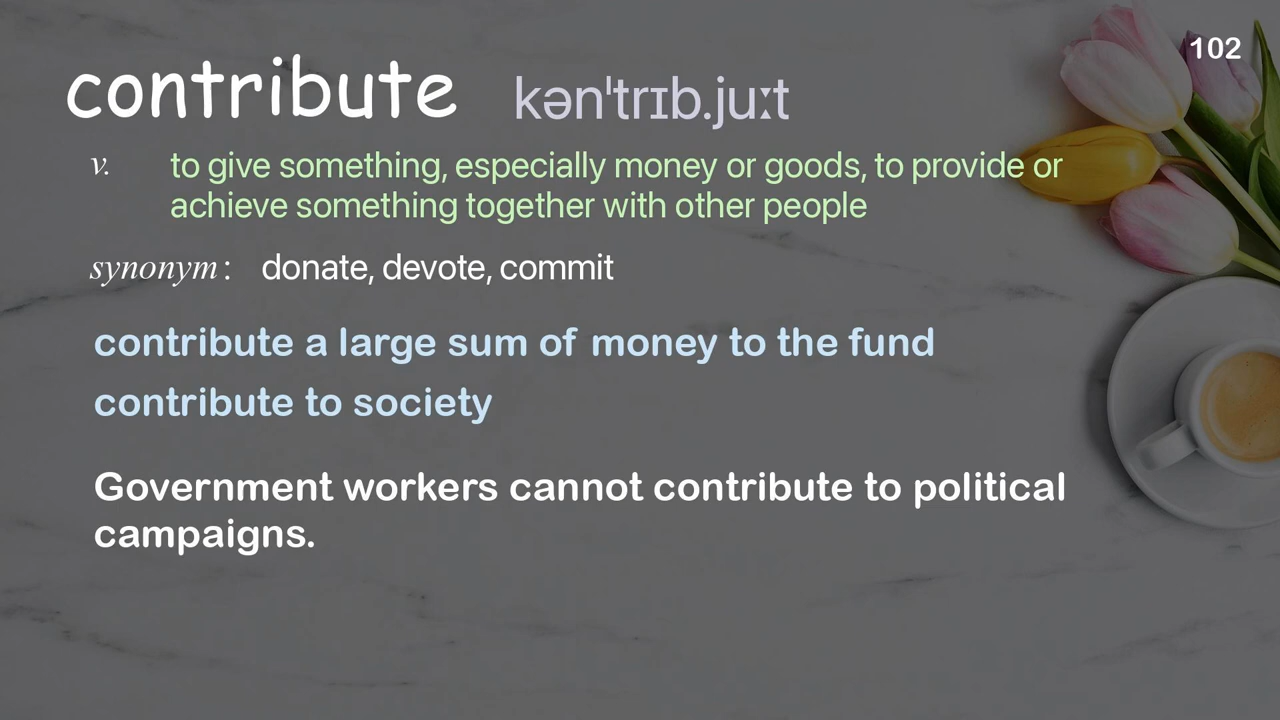 102
contribute kən'trɪb.juːt
v. to give something, especially money or goods, to provide or
achieve something together with other people
synonym : donate, devote, commit
contribute a large sum of money to the fund
contribute to society
Government workers cannot contribute to political
campaigns.